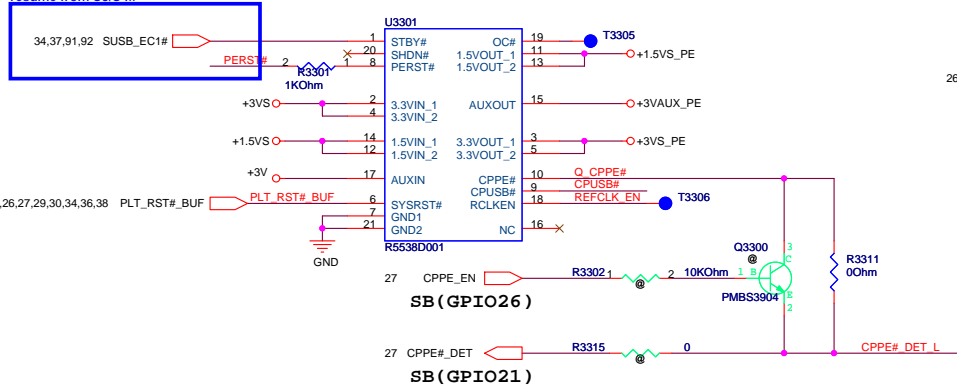 U3301
34,37,91,92 SUSB_EC1#
1 STBY# OC# 19 T3305
20 SHDN# 1.5VOUT_1 11 +1.5VS_PE
PERST# 2 R3301 1 8 PERST# 1.5VOUT_2 13
1KOhm
+3VS 2 3.3VIN_1 AUXOUT 15 +3VAUX_PE
4 3.3VIN_2
+1.5VS 14 1.5VIN_1 3.3VOUT_1 3 +3VS_PE
12 1.5VIN_2 3.3VOUT_2 5
+3V 17 AUXIN CPPE# 10 Q_CPPE#
CPUSB# 9 CPUSB#
,26,27,29,30,34,36,38 PLT_RST#_BUF PLT_RST#_BUF 6 SYSRST# RCLKEN 18 REFCLK_EN T3306
7 GND1
21 GND2 NC 16
R5538D001
GND
Q3300
@
3
C
R3311
0Ohm
27 CPPE_EN R3302 1 @ 2 10KOhm 1 B
PMBS3904
E
2
SB(GPIO26)
27 CPPE#_DET R3315 @ 0 CPPE#_DET_L
SB(GPIO21)
26